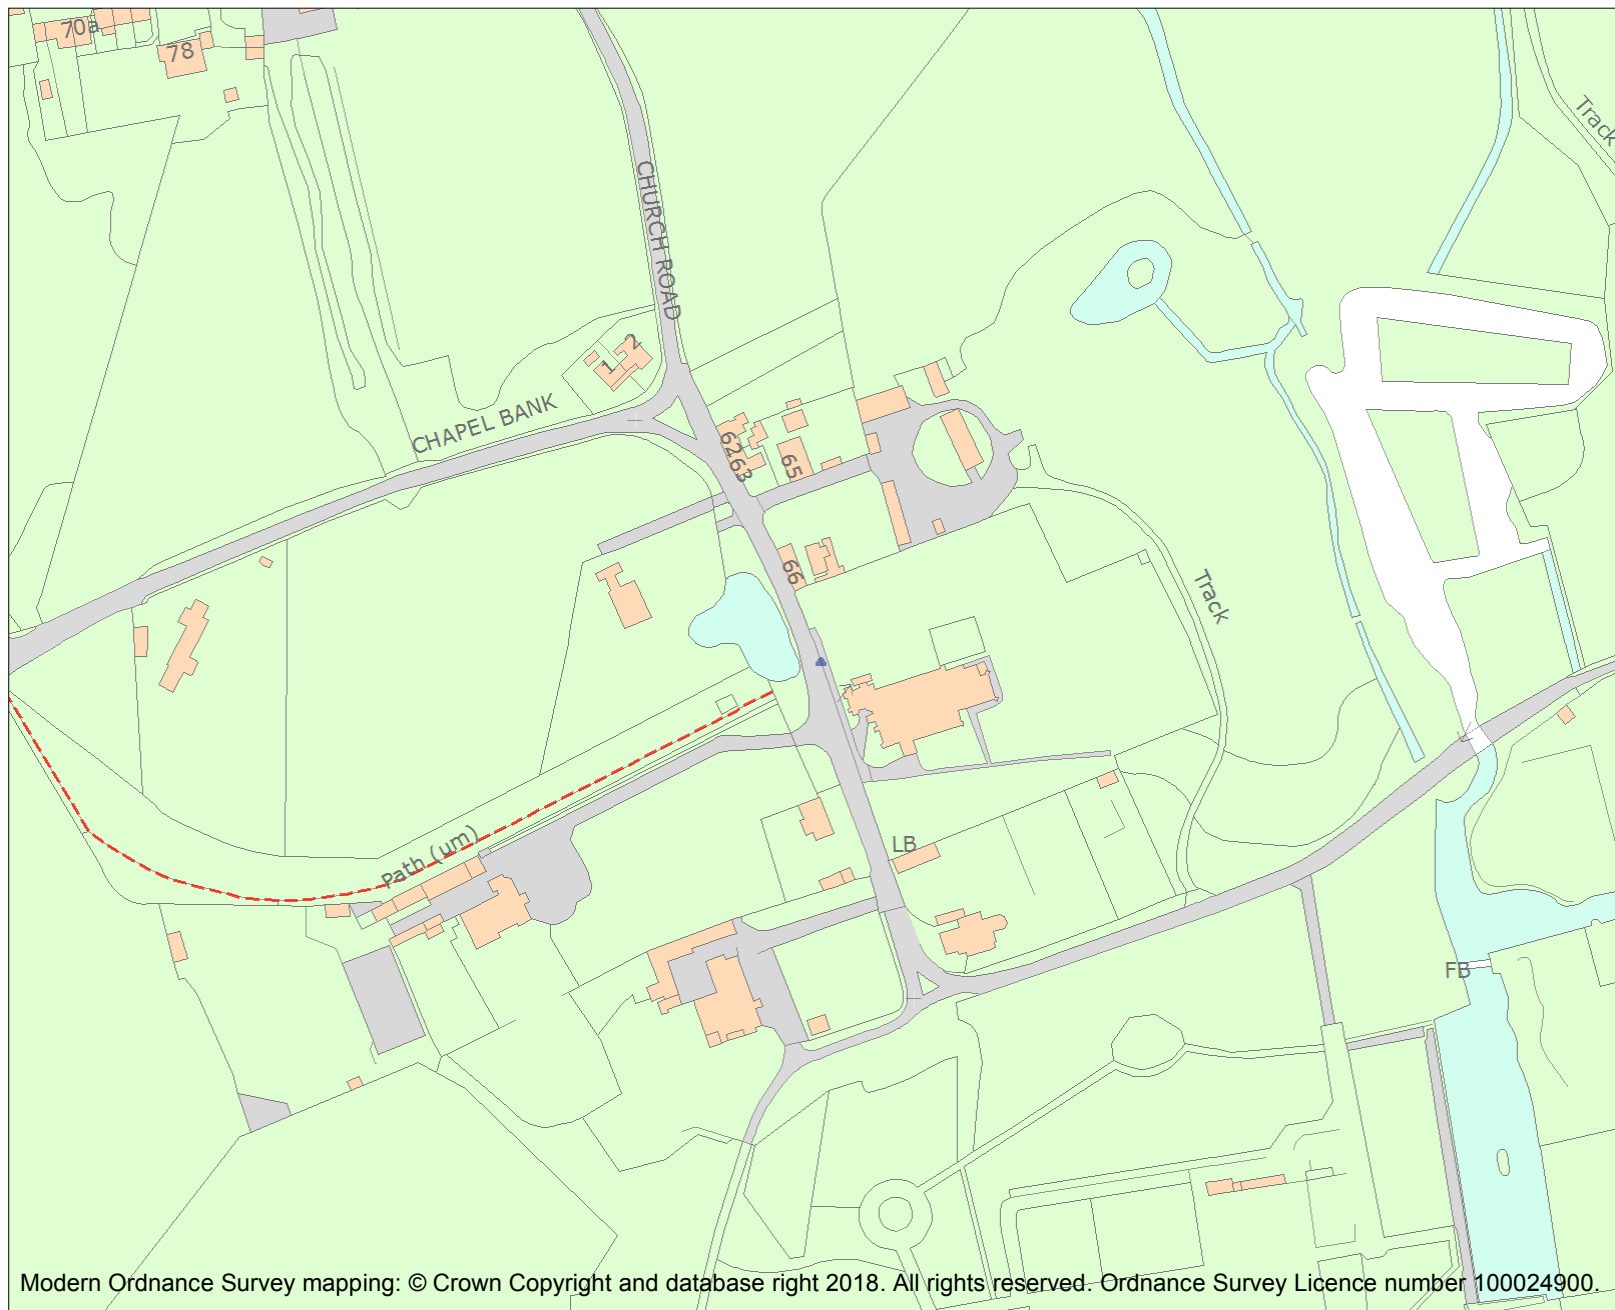 70a
78
Track
CHURCH ROAD
1 2
CHAPEL BANK
62 63
65
66
Track
Path (um)
LB
FB
Modern Ordnance Survey mapping: © Crown Copyright and database right 2018. All rights reserved. Ordnance Survey Licence number 100024900.